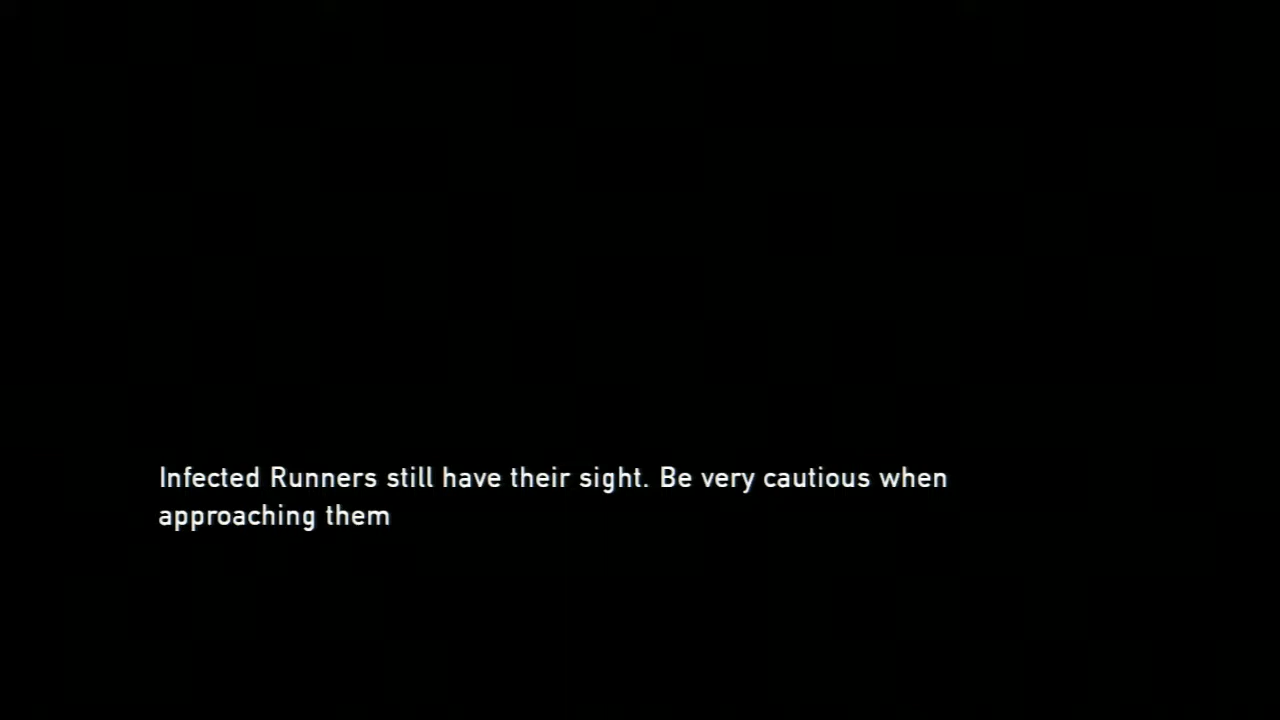 Infected Runners still have their sight. Be very cautious when
approaching them